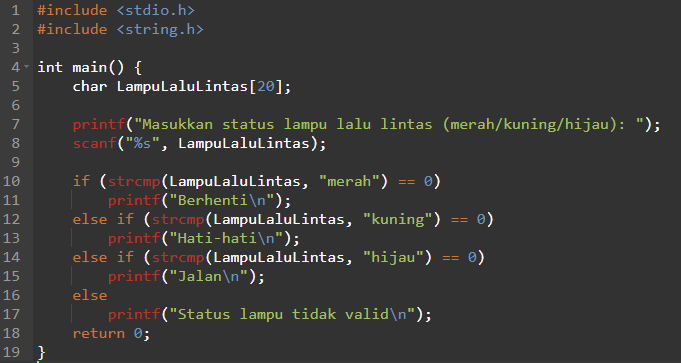 1 #include <stdio.h>
2 #include <string.h>
3
4 int main() {
5     char LampuLaluLintas[20];
6
7     printf("Masukkan status lampu lalu lintas (merah/kuning/hijau): ");
8     scanf("%s", LampuLaluLintas);
9
10     if (strcmp(LampuLaluLintas, "merah") == 0)
11         printf("Berhenti\n");
12     else if (strcmp(LampuLaluLintas, "kuning") == 0)
13         printf("Hati-hati\n");
14     else if (strcmp(LampuLaluLintas, "hijau") == 0)
15         printf("Jalan\n");
16     else
17         printf("Status lampu tidak valid\n");
18     return 0;
19 }